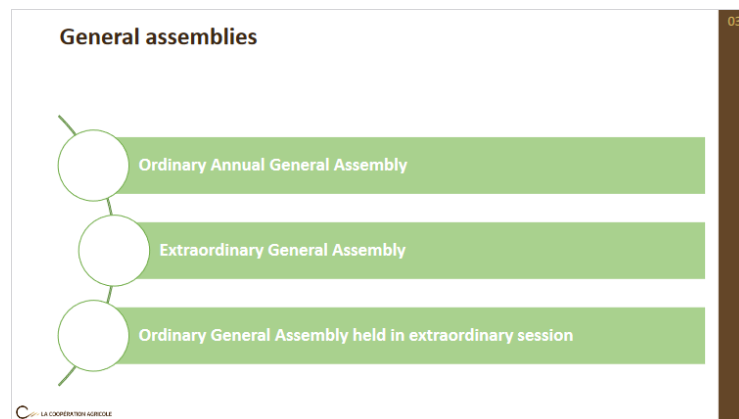 General assemblies
03
Ordinary Annual General Assembly
Extraordinary General Assembly
Ordinary General Assembly held in extraordinary session
LA COOPÉRATION AGRICOLE